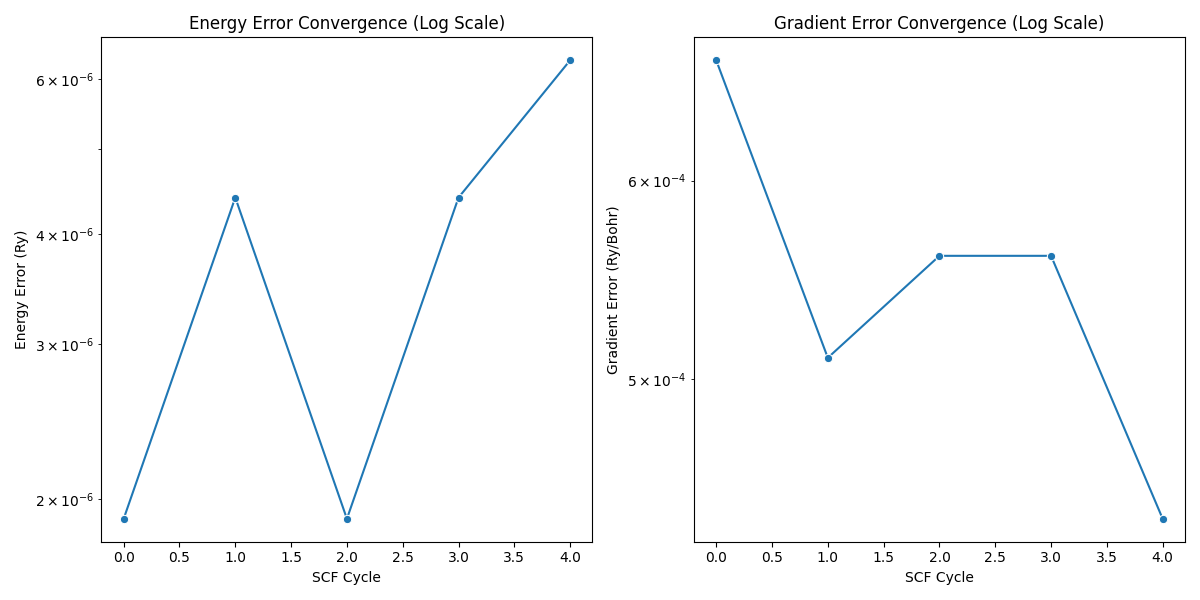 Energy Error Convergence (Log Scale)
Energy Error (Ry)
6 × 10⁻⁶
4 × 10⁻⁶
3 × 10⁻⁶
2 × 10⁻⁶
0.0 0.5 1.0 1.5 2.0 2.5 3.0 3.5 4.0
SCF Cycle
Gradient Error Convergence (Log Scale)
Gradient Error (Ry/Bohr)
6 × 10⁻⁴
5 × 10⁻⁴
0.0 0.5 1.0 1.5 2.0 2.5 3.0 3.5 4.0
SCF Cycle